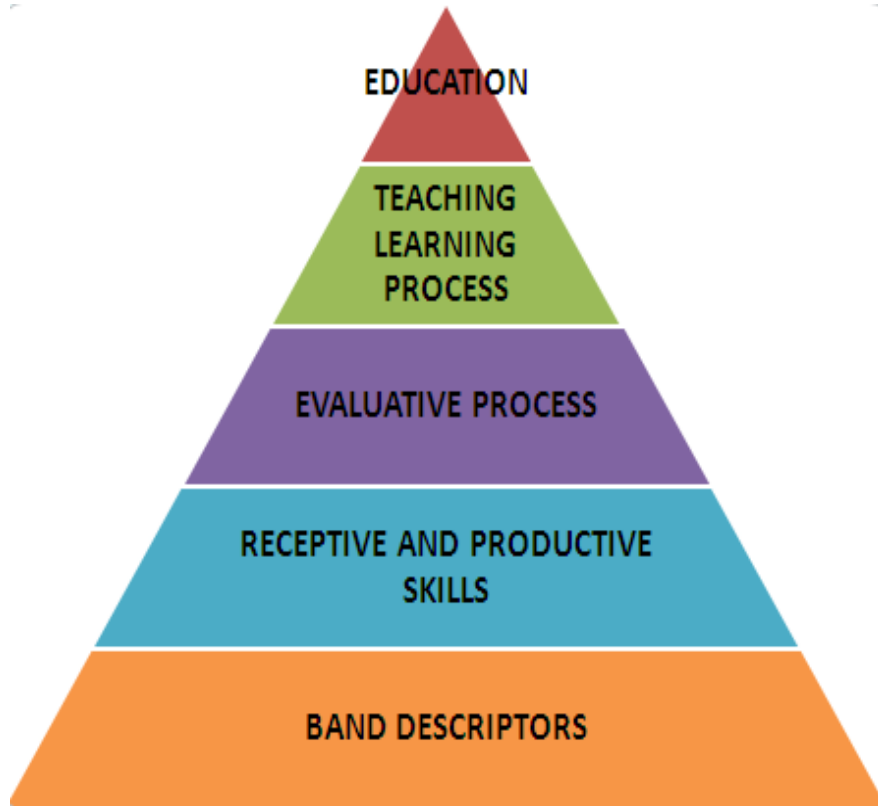 EDUCATION
TEACHING
LEARNING
PROCESS
EVALUATIVE PROCESS
RECEPTIVE AND PRODUCTIVE
SKILLS
BAND DESCRIPTORS